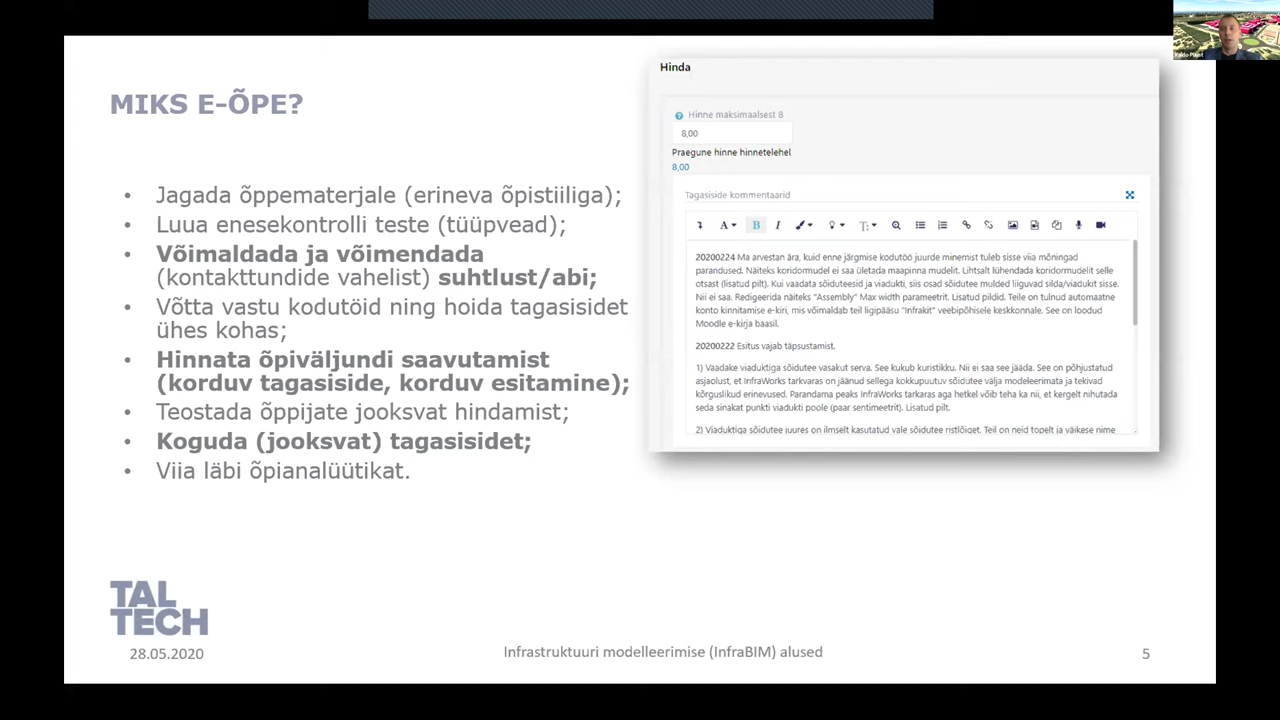 MIKS E-ÕPE?
• Jagada õppematerjale (erineva õpistiiliga);
• Luua enesekontrolli teste (tüüpvead);
• Võimaldada ja võimendada
(kontakttundide vahelist) suhtlust/abi;
• Võtta vastu kodutöid ning hoida tagasisidet
ühes kohas;
• Hinnata õpiväljundi saavutamist
(korduv tagasiside, korduv esitamine);
• Teostada õppijate jooksvat hindamist;
• Koguda (jooksvat) tagasisidet;
• Viia läbi õpianalüütikat.
Hinda
Hinne maksimaalsest 8
8,00
Praegune hinne hinnetelehel
8,00
Tagasiside kommentaarid
20200224 Ma arvestan ära, kuid enne järgmise kodutöö juurde minemist tuleb sisse viia mõningad
parandused. Näiteks koridormudel ei saa ületada maapinna mudelit. Lihtsalt lühendada koridormudelit selle
otsast (lisatud pilt). Kui vaadata sõiduteesid ja viadukti, siis osad sõidutee mulded liiguvad silda/viadukit sisse.
Nii ei saa. Redigeerida näiteks "Assembly" Max width parameetrit. Lisatud pildid. Teile on tulnud automaatne
konto kinnitamise e-kiri, mis võimaldab teil ligipääsu "Infrakit" veebipõhisele keskkonnale. See on loodud
Moodle e-kirja baasil.
20200222 Esitus vajab täpsustamist.
1) Vaadake viaduktiga sõidutee vasakut serva. See kukub kuristikku. Nii ei saa see jääda. See on põhjustatud
asjaolust, et InfraWorks tarkvaras on jäänud sellega kokkupuutuv sõidutee välja modelleerimata ja tekivad
kõrguslikud erinevused. Parandama peaks InfraWorks tarkaras aga hetkel võib teha ka nii, et kergelt nihutada
seda sinakat punkti viadukti poole (paar sentimeetrit). Lisatud pilt.
2) Viaduktiga sõidutee juures on ilmselt kasutatud vale sõidutee ristlõiget. Teil on neid topelt ja väikese nime
TAL
TECH
28.05.2020
Infrastruktuuri modelleerimise (InfraBIM) alused
5